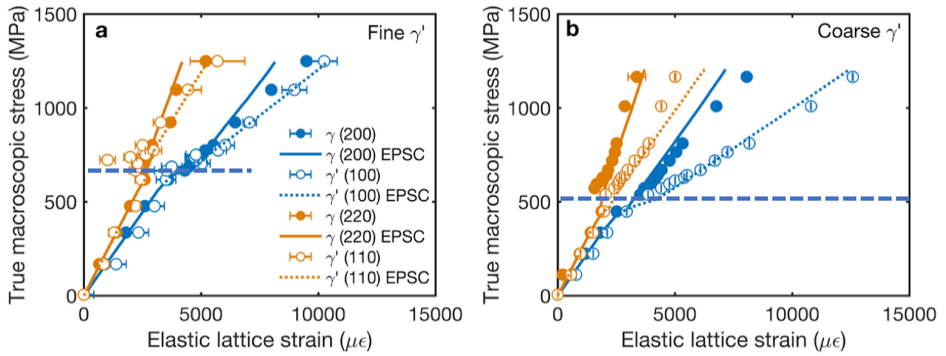 a
Fine γ'
True macroscopic stress (MPa)
1500
1000
500
0
γ (200)
γ (200) EPSC
γ' (100)
γ' (100) EPSC
γ (220)
γ (220) EPSC
γ' (110)
γ' (110) EPSC
0 5000 10000 15000
Elastic lattice strain (με)
b
Coarse γ'
True macroscopic stress (MPa)
1500
1000
500
0
0 5000 10000 15000
Elastic lattice strain (με)